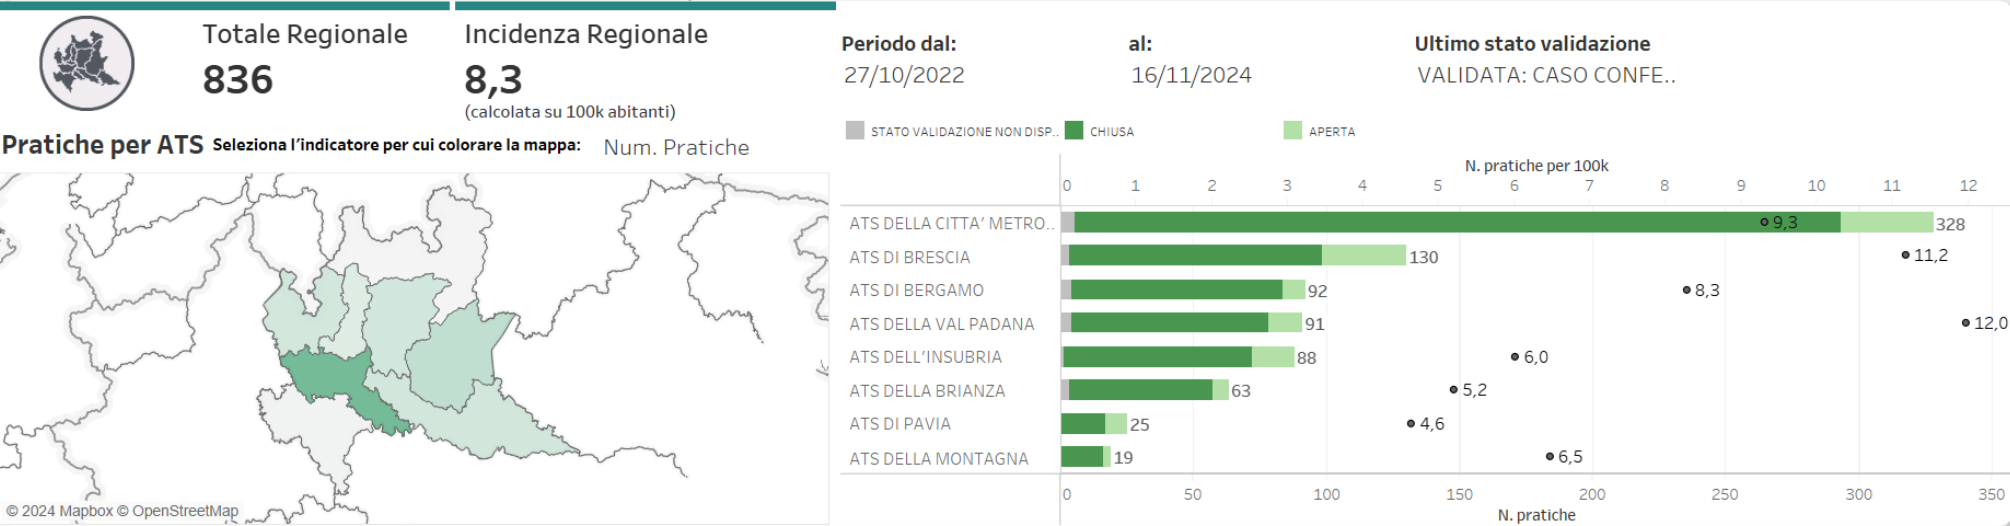 Totale Regionale
836
Incidenza Regionale
8,3
(calcolata su 100k abitanti)
Periodo dal:
27/10/2022
al:
16/11/2024
Ultimo stato validazione
VALIDATA: CASO CONFE..
Pratiche per ATS
Seleziona l'indicatore per cui colorare la mappa:
Num. Pratiche
© 2024 Mapbox © OpenStreetMap
STATO VALIDAZIONE NON DISP..
CHIUSA
APERTA
N. pratiche per 100k
0 1 2 3 4 5 6 7 8 9 10 11 12
ATS DELLA CITTA' METRO.. 9,3 328
ATS DI BRESCIA 130 11,2
ATS DI BERGAMO 92 8,3
ATS DELLA VAL PADANA 91 12,0
ATS DELL'INSUBRIA 88 6,0
ATS DELLA BRIANZA 63 5,2
ATS DI PAVIA 25 4,6
ATS DELLA MONTAGNA 19 6,5
0 50 100 150 200 250 300 350
N. pratiche